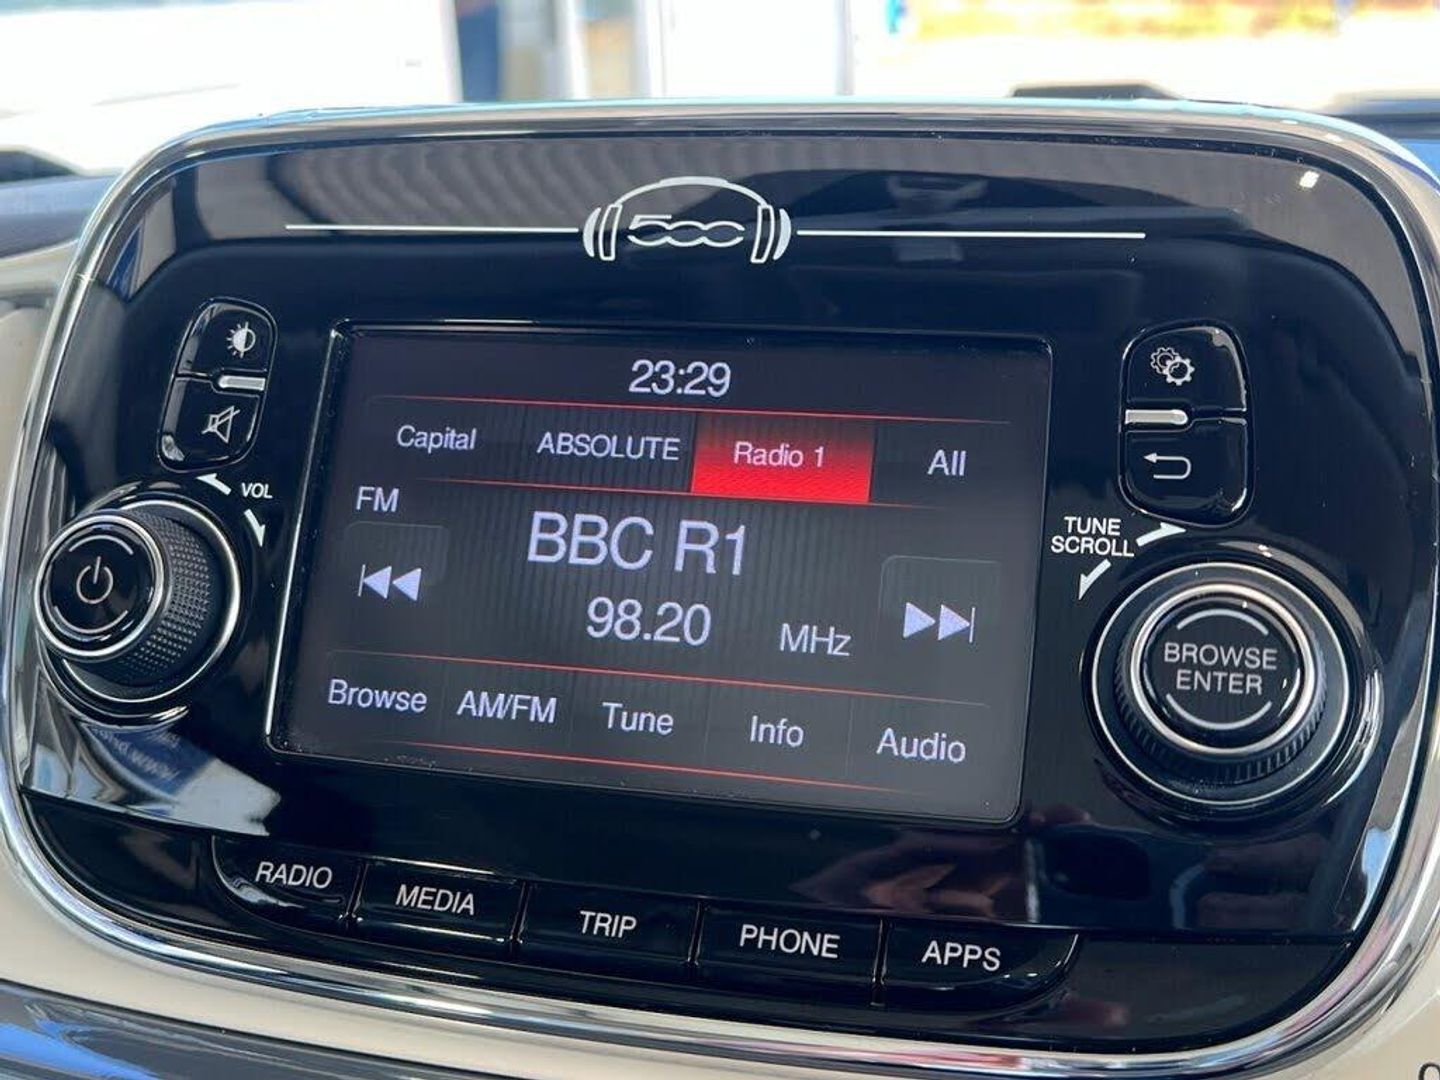 500
23:29
Capital ABSOLUTE Radio 1 All
VOL
FM
BBC R1
TUNE
SCROLL
98.20 MHz
BROWSE
ENTER
Browse AM/FM Tune Info Audio
RADIO MEDIA TRIP PHONE APPS